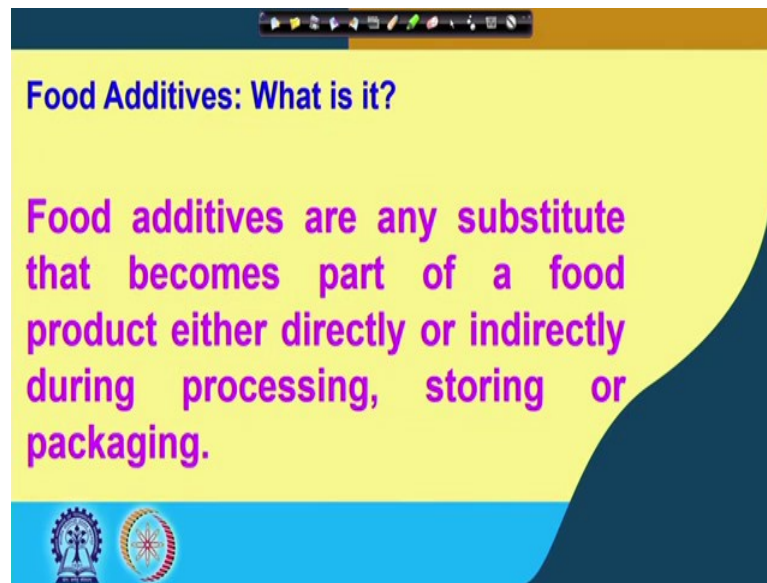 Food Additives: What is it?
Food additives are any substitute
that becomes part of a food
product either directly or indirectly
during processing, storing or
packaging.